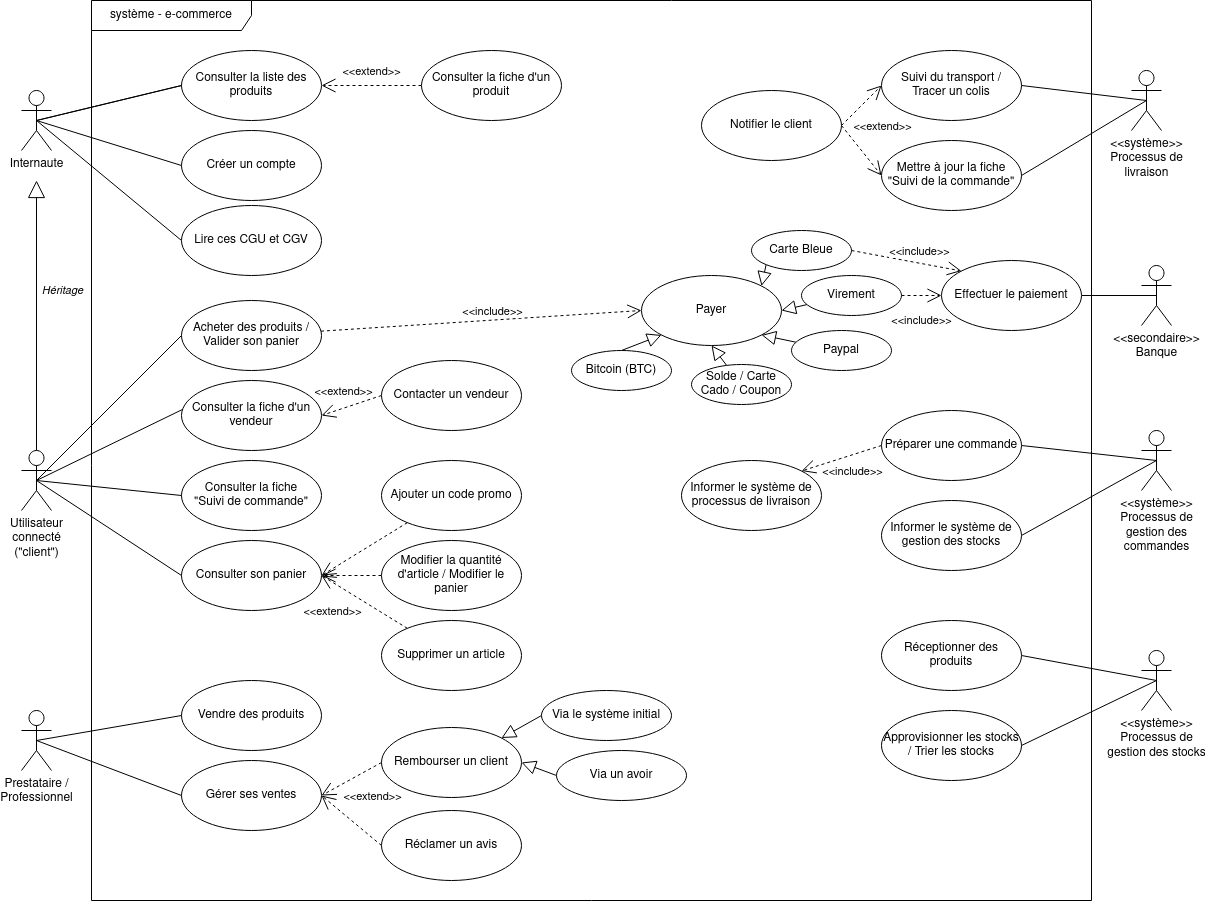 système - e-commerce
Consulter la liste des
produits
<<extend>>
Consulter la fiche d'un
produit
Internaute
Créer un compte
Lire ces CGU et CGV
Héritage
Notifier le client
<<extend>>
Suivi du transport /
Tracer un colis
Mettre à jour la fiche
"Suivi de la commande"
<<système>>
Processus de
livraison
Acheter des produits /
Valider son panier
<<include>>
Payer
Carte Bleue
Virement
Paypal
Bitcoin (BTC)
Solde / Carte
Cado / Coupon
<<include>>
<<include>>
Effectuer le paiement
<<secondaire>>
Banque
Consulter la fiche d'un
vendeur
<<extend>>
Contacter un vendeur
Utilisateur
connecté
("client")
Consulter la fiche
"Suivi de commande"
Consulter son panier
Ajouter un code promo
Modifier la quantité
d'article / Modifier le
panier
<<extend>>
Supprimer un article
Préparer une commande
<<include>>
Informer le système de
processus de livraison
Informer le système de
gestion des stocks
<<système>>
Processus de
gestion des
commandes
Réceptionner des
produits
Approvisionner les stocks
/ Trier les stocks
<<système>>
Processus de
gestion des stocks
Prestataire /
Professionnel
Vendre des produits
Gérer ses ventes
<<extend>>
Rembourser un client
Via le système initial
Via un avoir
Réclamer un avis